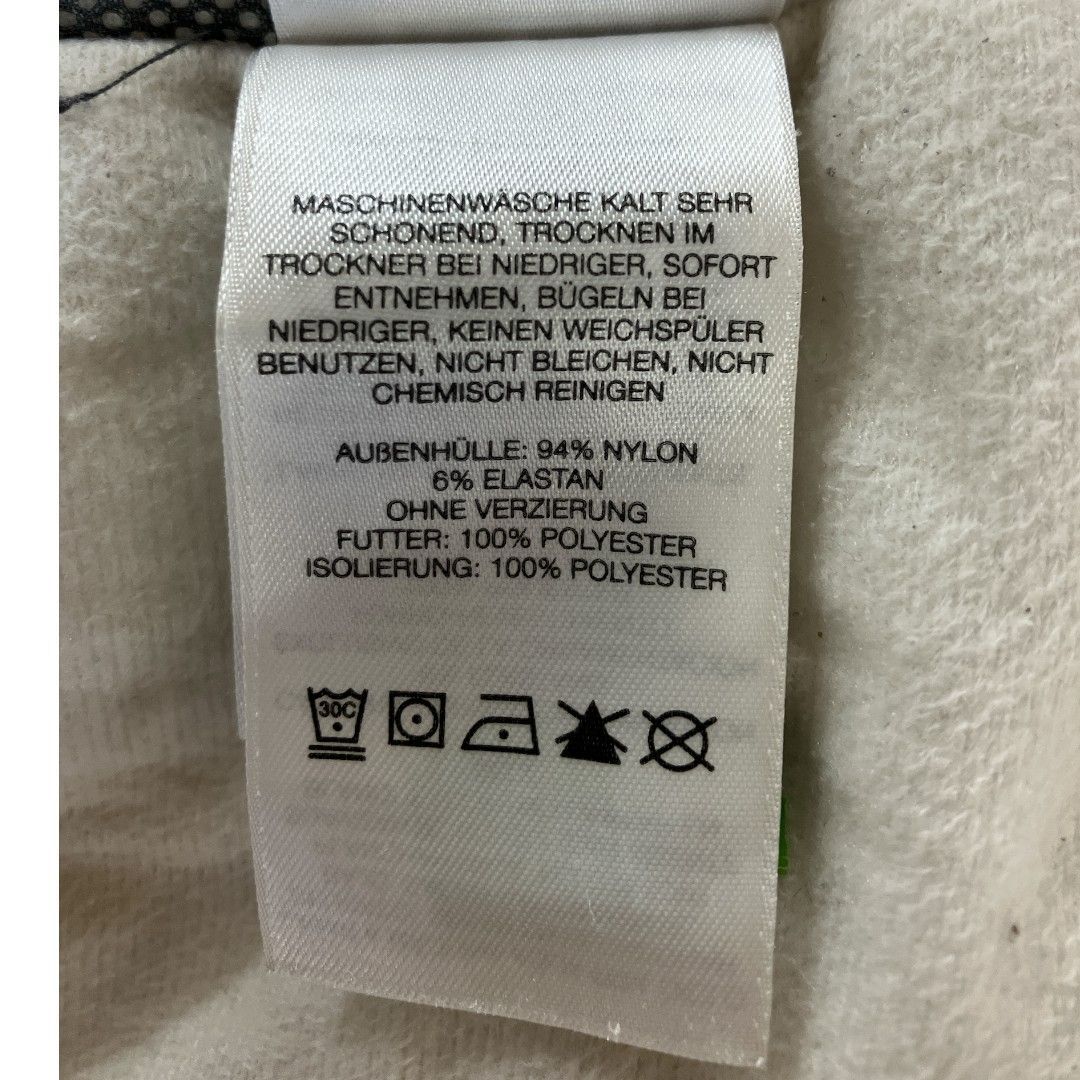 MASCHINENWÄSCHE KALT SEHR
SCHONEND, TROCKNEN IM
TROCKNER BEI NIEDRIGER, SOFORT
ENTNEHMEN, BÜGELN BEI
NIEDRIGER, KEINEN WEICHSPÜLER
BENUTZEN, NICHT BLEICHEN, NICHT
CHEMISCH REINIGEN
AUßENHÜLLE: 94% NYLON
6% ELASTAN
OHNE VERZIERUNG
FUTTER: 100% POLYESTER
ISOLIERUNG: 100% POLYESTER
30C